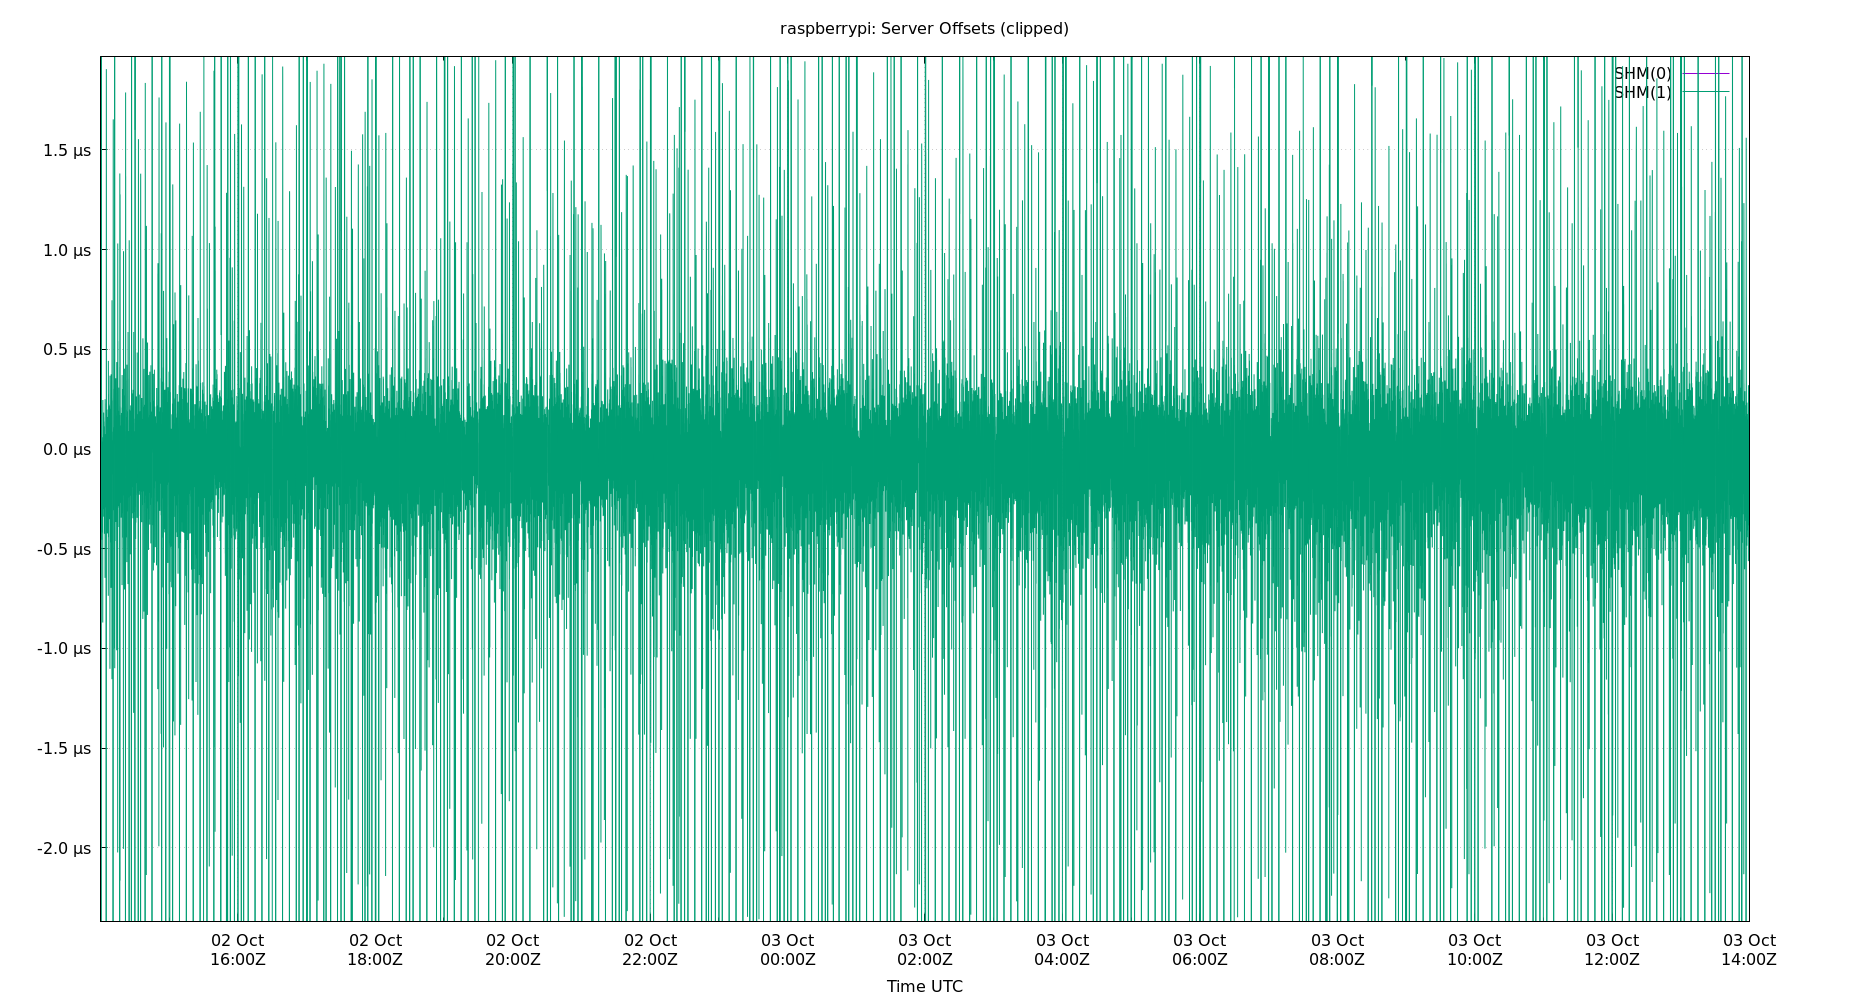 raspberrypi: Server Offsets (clipped)
SHM(0)
SHM(1)
1.5 µs
1.0 µs
0.5 µs
0.0 µs
-0.5 µs
-1.0 µs
-1.5 µs
-2.0 µs
02 Oct 02 Oct 02 Oct 02 Oct 03 Oct 03 Oct 03 Oct 03 Oct 03 Oct 03 Oct 03 Oct 03 Oct
16:00Z 18:00Z 20:00Z 22:00Z 00:00Z 02:00Z 04:00Z 06:00Z 08:00Z 10:00Z 12:00Z 14:00Z
Time UTC